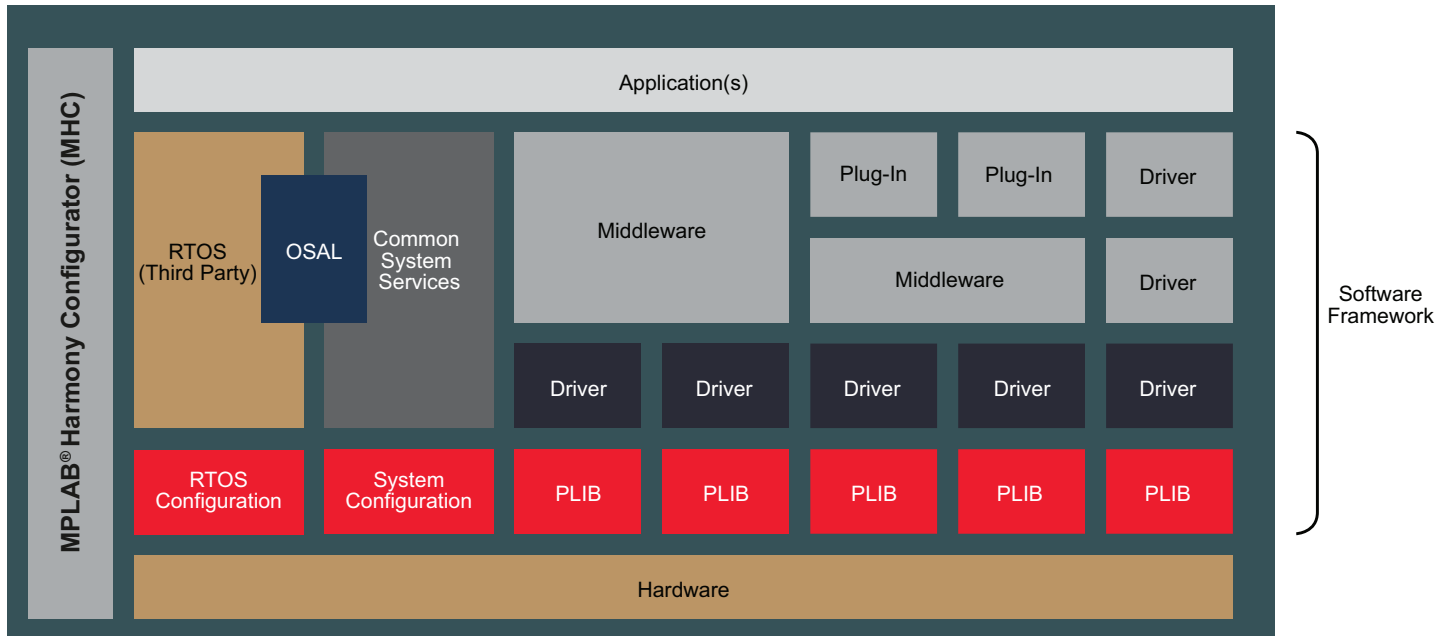 MPLAB® Harmony Configurator (MHC)
Application(s)
RTOS
(Third Party)
OSAL
Common
System
Services
Middleware
Plug-In
Plug-In
Driver
Middleware
Driver
Driver
Driver
Driver
Driver
Driver
RTOS
Configuration
System
Configuration
PLIB
PLIB
PLIB
PLIB
PLIB
Hardware
Software
Framework